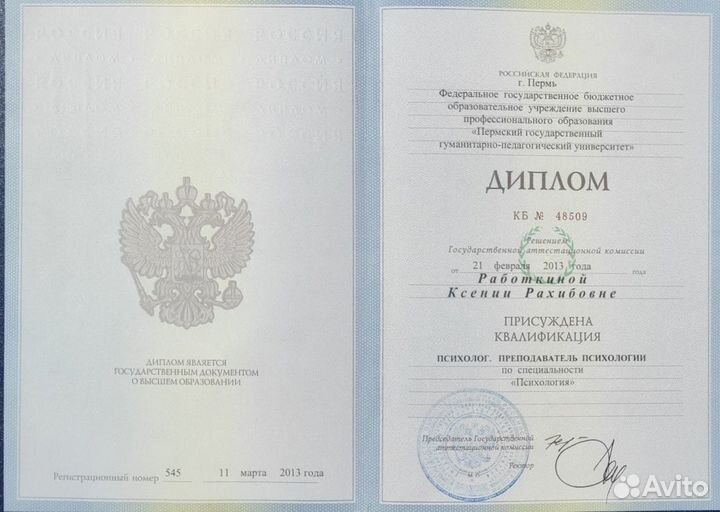 ДИПЛОМ ЯВЛЯЕТСЯ
ГОСУДАРСТВЕННЫМ ДОКУМЕНТОМ
О ВЫСШЕМ ОБРАЗОВАНИИ
Регистрационный номер 545 11 марта 2013 года
РОССИЙСКАЯ ФЕДЕРАЦИЯ
г. Пермь
Федеральное государственное бюджетное
образовательное учреждение высшего
профессионального образования
«Пермский государственный
гуманитарно-педагогический университет»
ДИПЛОМ
КБ № 48509
Решением
Государственной аттестационной комиссии
от 21 февраля 2013 года года
Работкиной
Ксении Рахибовне
ПРИСУЖДЕНА
КВАЛИФИКАЦИЯ
ПСИХОЛОГ. ПРЕПОДАВАТЕЛЬ ПСИХОЛОГИИ
по специальности
«Психология»
Председатель Государственной
аттестационной комиссии
Ректор
Avito